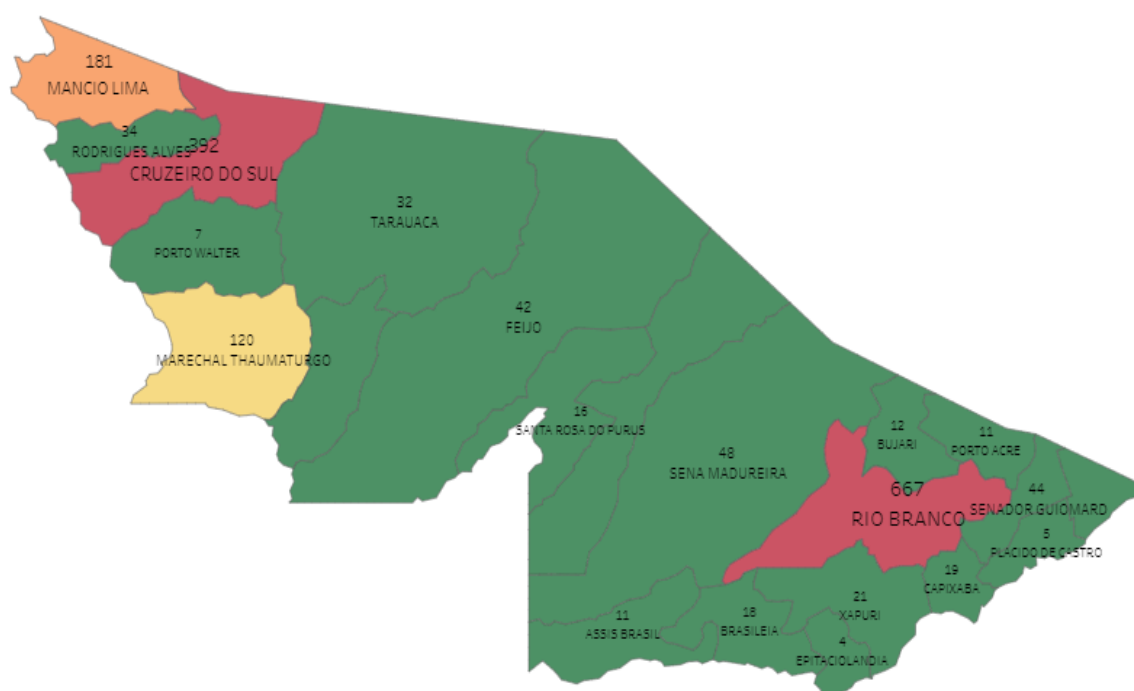 181
MANCIO LIMA
34
RODRIGUES ALVES
392
CRUZEIRO DO SUL
32
TARAUACA
7
PORTO WALTER
42
FEIJO
120
MARECHAL THAUMATURGO
16
SANTA ROSA DO PURUS
48
SENA MADUREIRA
12
BUJARI
11
PORTO ACRE
667
RIO BRANCO
44
SENADOR GUIOMARD
5
PLACIDO DE CASTRO
19
CAPIXABA
21
XAPURI
11
ASSIS BRASIL
18
BRASILEIA
4
EPITACIOLANDIA